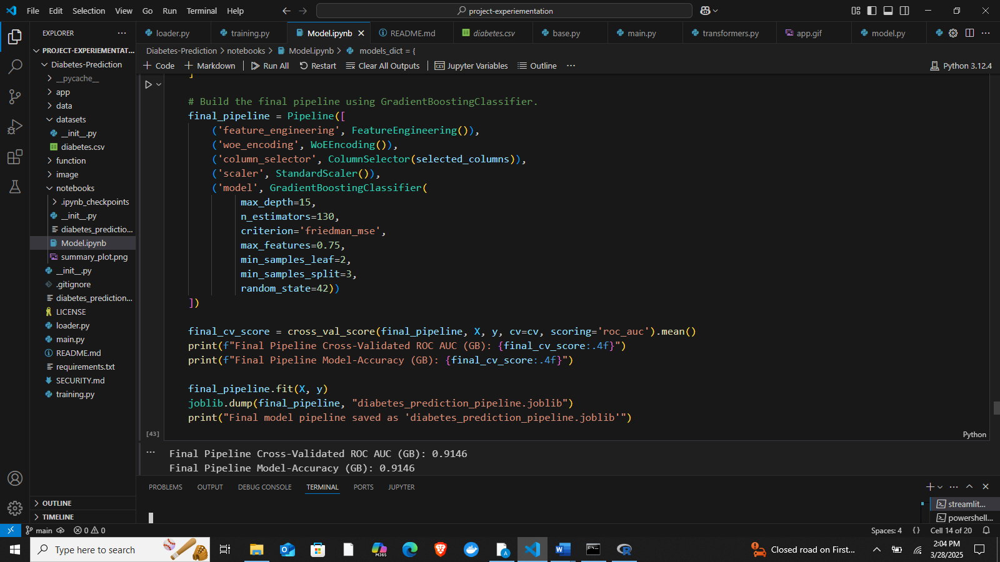 File Edit Selection View Go Run Terminal Help
project-experiementation
EXPLORER
loader.py training.py Model.ipynb README.md diabetes.csv base.py main.py transformers.py app.gif model.py
PROJECT-EXPERIEMENTAT...
Diabetes-Prediction > notebooks > Model.ipynb > models_dict = {
Diabetes-Prediction
Code Markdown Run All Restart Clear All Outputs Jupyter Variables Outline Python 3.12.4
__pycache__
app
data
datasets
__init__.py
diabetes.csv
function
image
notebooks
.ipynb_checkpoints
__init__.py
diabetes_predictio...
Model.ipynb
summary_plot.png
__init__.py
.gitignore
diabetes_prediction...
LICENSE
loader.py
main.py
README.md
requirements.txt
SECURITY.md
training.py
OUTLINE
TIMELINE
]
# Build the final pipeline using GradientBoostingClassifier.
final_pipeline = Pipeline([
('feature_engineering', FeatureEngineering()),
('woe_encoding', WoEEncoding()),
('column_selector', ColumnSelector(selected_columns)),
('scaler', StandardScaler()),
('model', GradientBoostingClassifier(
max_depth=15,
n_estimators=130,
criterion='friedman_mse',
max_features=0.75,
min_samples_leaf=2,
min_samples_split=3,
random_state=42))
])
final_cv_score = cross_val_score(final_pipeline, X, y, cv=cv, scoring='roc_auc').mean()
print(f"Final Pipeline Cross-Validated ROC AUC (GB): {final_cv_score:.4f}")
print(f"Final Pipeline Model-Accuracy (GB): {final_cv_score:.4f}")
final_pipeline.fit(X, y)
joblib.dump(final_pipeline, "diabetes_prediction_pipeline.joblib")
print("Final model pipeline saved as 'diabetes_prediction_pipeline.joblib'")
[43]
Python
Final Pipeline Cross-Validated ROC AUC (GB): 0.9146
Final Pipeline Model-Accuracy (GB): 0.9146
PROBLEMS OUTPUT DEBUG CONSOLE TERMINAL PORTS JUPYTER
streamlit...
powershell...
main 0 0 Spaces: 4 {} Cell 14 of 20
Type here to search
M365
Closed road on First...
2:04 PM
3/28/2025